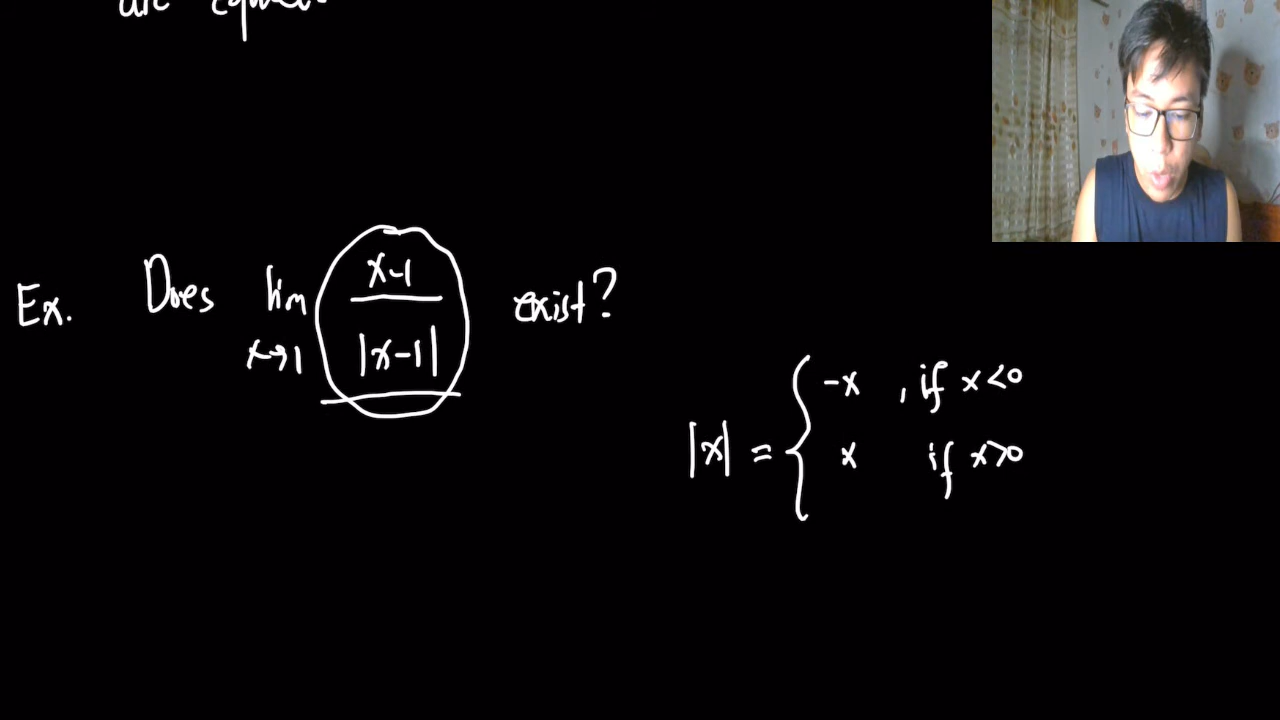 Ex. Does lim x→1 x-1 / |x-1| exist?
|x| = { -x , if x<0
x if x>0